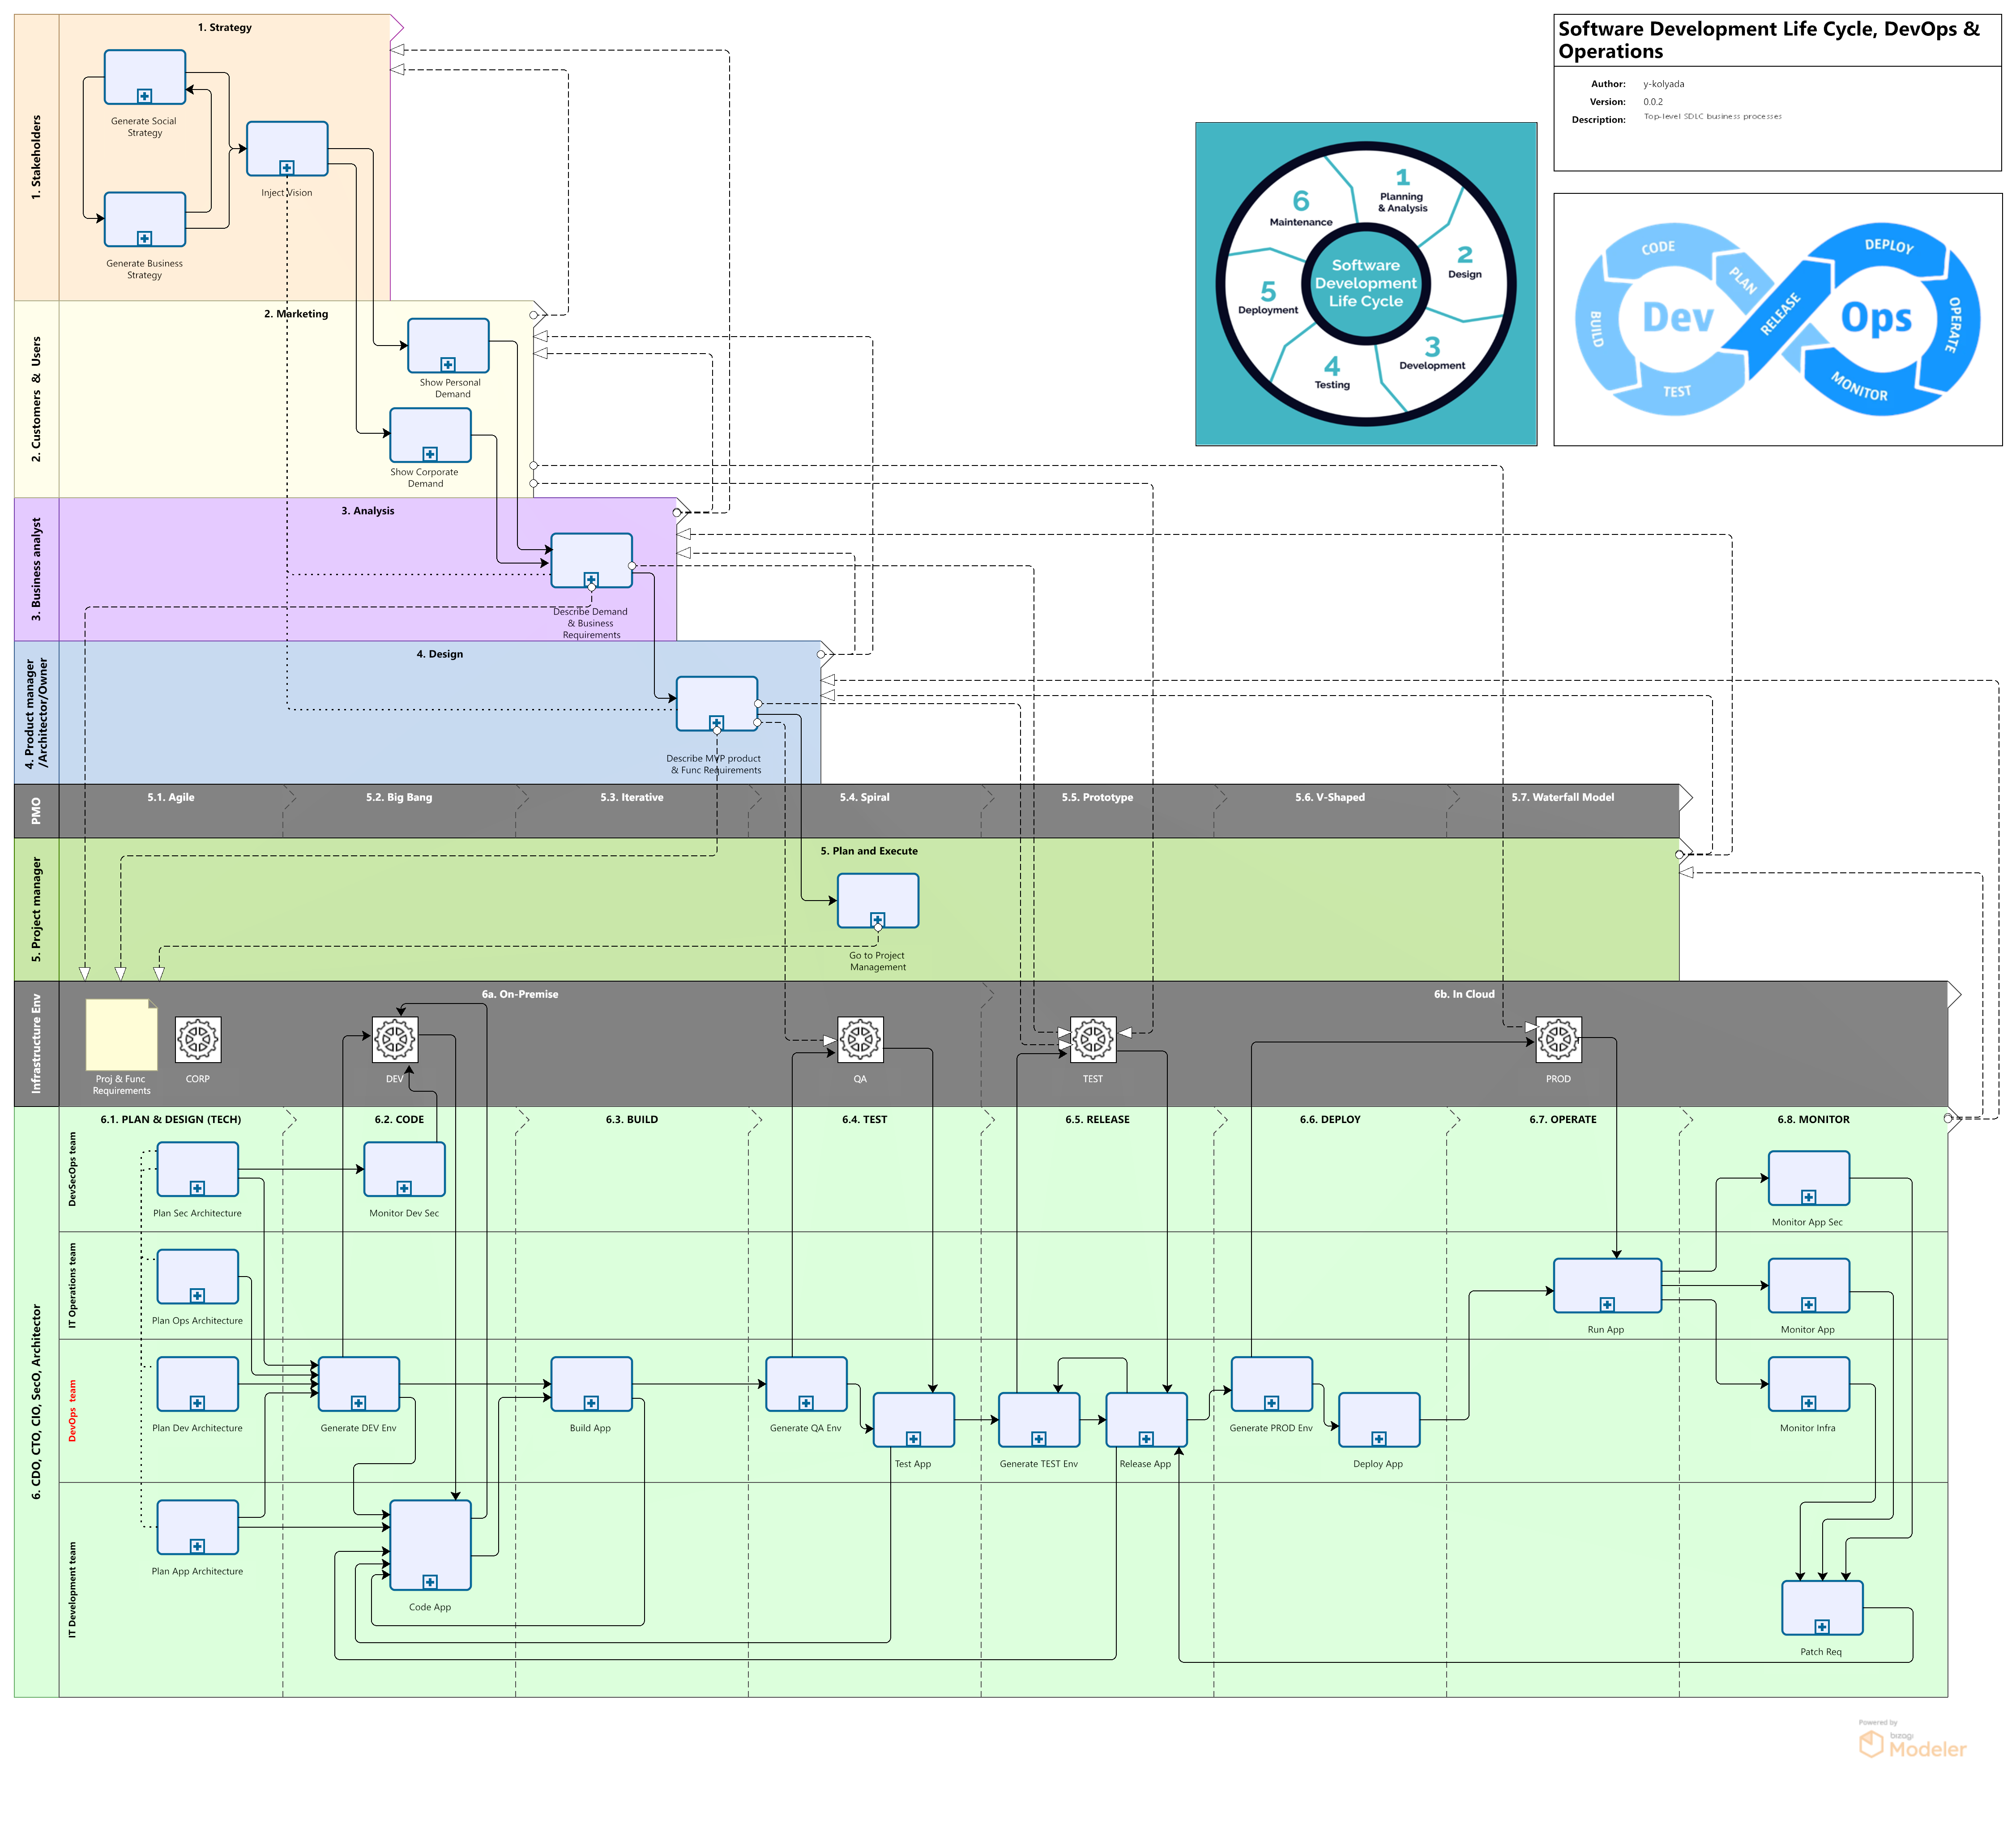 Software Development Life Cycle, DevOps &
Operations
Author: y-kolyada
Version: 0.0.2
Description: Top-level SDLC business processes
1. Stakeholders
1. Strategy
Generate Social
Strategy
Inject Vision
Generate Business
Strategy
1
Planning
& Analysis
2
Design
3
Development
4
Testing
5
Deployment
6
Maintenance
Software
Development
Life Cycle
Dev
Ops
CODE
PLAN
BUILD
TEST
RELEASE
DEPLOY
OPERATE
MONITOR
2. Customers & Users
2. Marketing
Show Personal
Demand
Show Corporate
Demand
3. Business analyst
3. Analysis
Describe Demand
& Business
Requirements
4. Product manager
/Architector/Owner
4. Design
Describe MVP product
& Func Requirements
PMO
5.1. Agile
5.2. Big Bang
5.3. Iterative
5.4. Spiral
5.5. Prototype
5.6. V-Shaped
5.7. Waterfall Model
5. Project manager
5. Plan and Execute
Go to Project
Management
Infrastructure Env
6a. On-Premise
6b. In Cloud
Proj & Func
Requirements
CORP
DEV
QA
TEST
PROD
6. CDO, CTO, CIO, SecO, Architector
6.1. PLAN & DESIGN (TECH)
6.2. CODE
6.3. BUILD
6.4. TEST
6.5. RELEASE
6.6. DEPLOY
6.7. OPERATE
6.8. MONITOR
DevSecOps team
Plan Sec Architecture
Monitor Dev Sec
Monitor App Sec
IT Operations team
Plan Ops Architecture
Run App
Monitor App
DevOps team
Plan Dev Architecture
Generate DEV Env
Build App
Generate QA Env
Test App
Generate TEST Env
Release App
Generate PROD Env
Deploy App
Monitor Infra
IT Development team
Plan App Architecture
Code App
Patch Req
Powered by
bizagi
Modeler